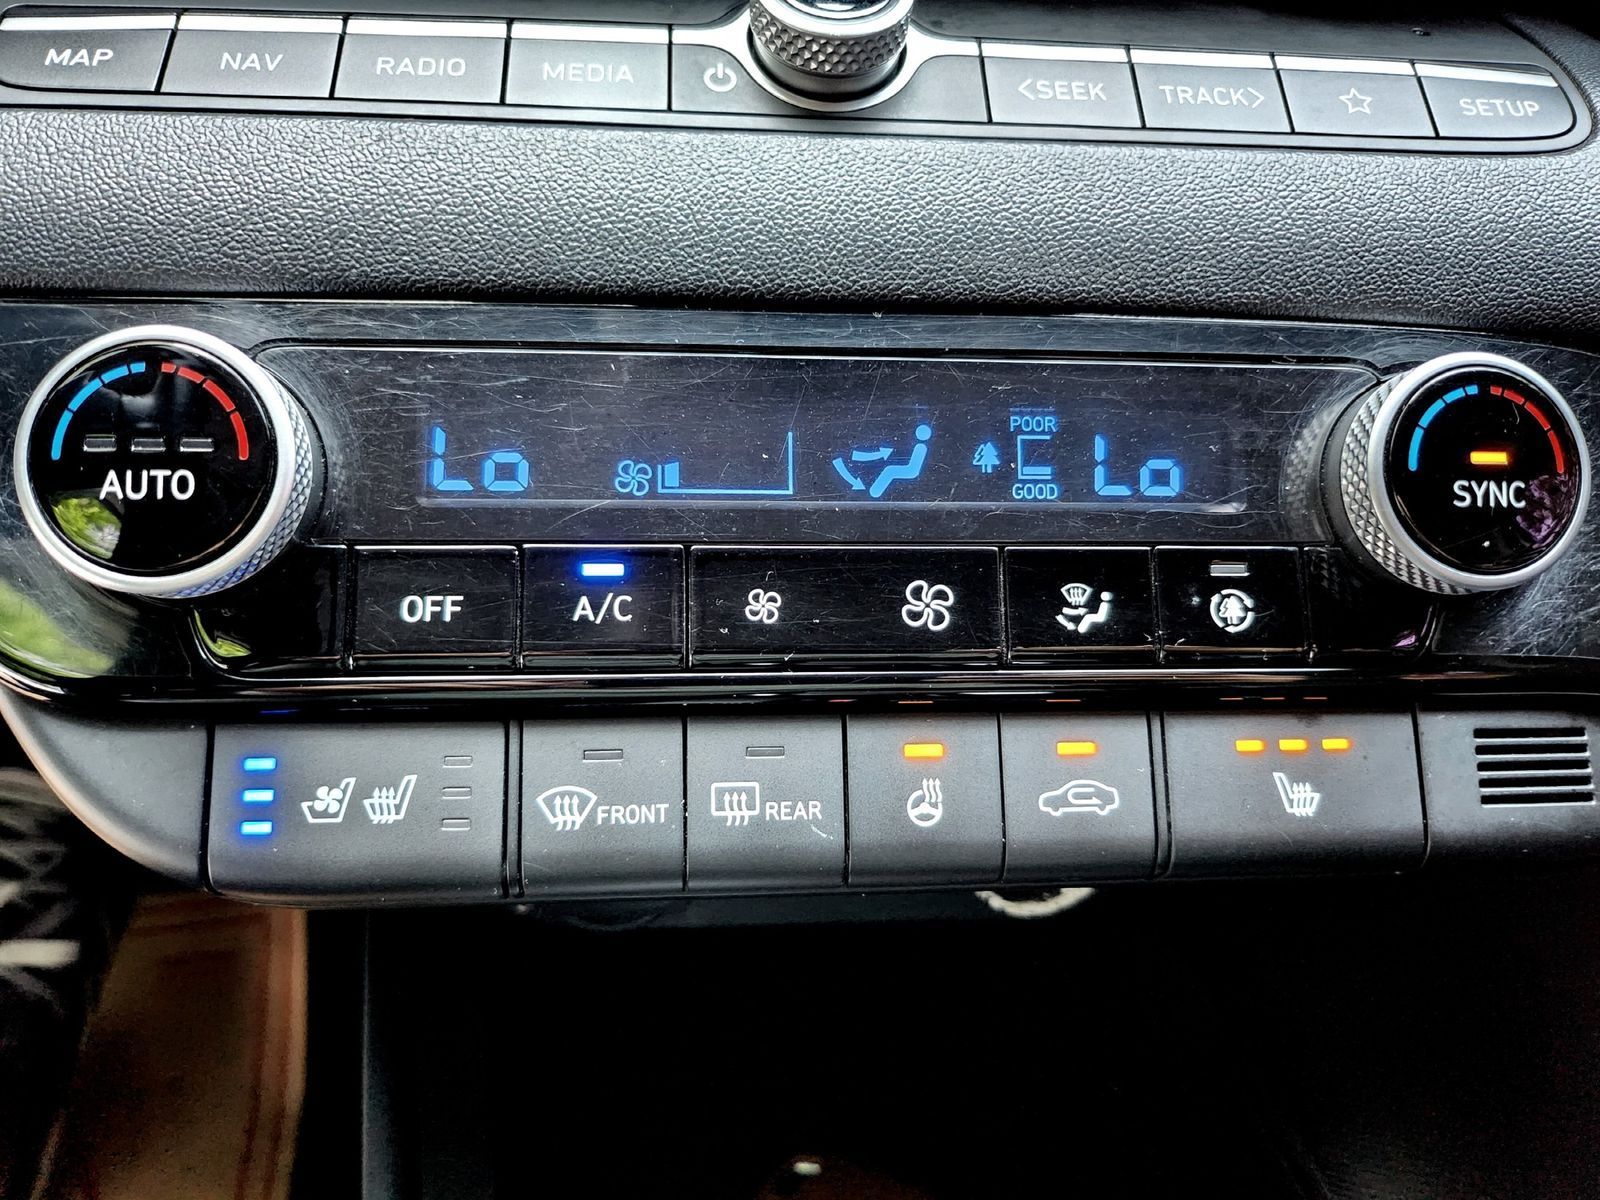 MAP NAV RADIO MEDIA <SEEK TRACK> SETUP
AUTO Lo POOR GOOD Lo SYNC
OFF A/C
FRONT REAR